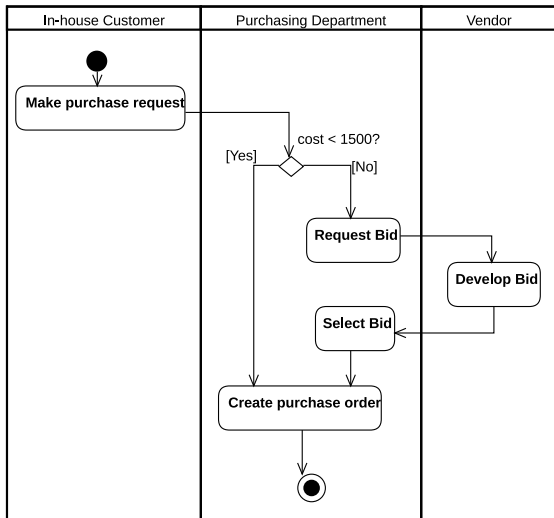 In-house Customer
Purchasing Department
Vendor
Make purchase request
cost < 1500?
[Yes]
[No]
Request Bid
Develop Bid
Select Bid
Create purchase order